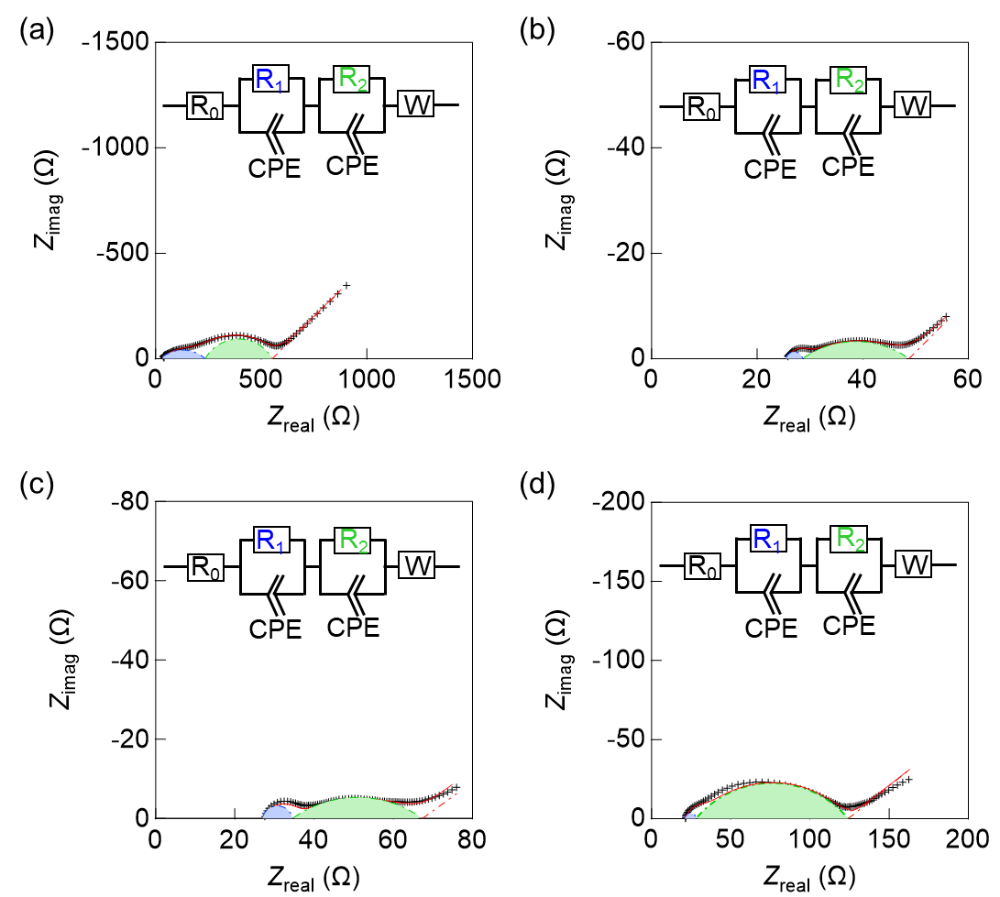 (a)
-1500
-1000
-500
0
Zimag (Ω)
R0
R1
R2
W
CPE
CPE
0
500
1000
1500
Zreal (Ω)
(b)
-60
-40
-20
0
Zimag (Ω)
R0
R1
R2
W
CPE
CPE
0
20
40
60
Zreal (Ω)
(c)
-80
-60
-40
-20
0
Zimag (Ω)
R0
R1
R2
W
CPE
CPE
0
20
40
60
80
Zreal (Ω)
(d)
-200
-150
-100
-50
0
Zimag (Ω)
R0
R1
R2
W
CPE
CPE
0
50
100
150
200
Zreal (Ω)